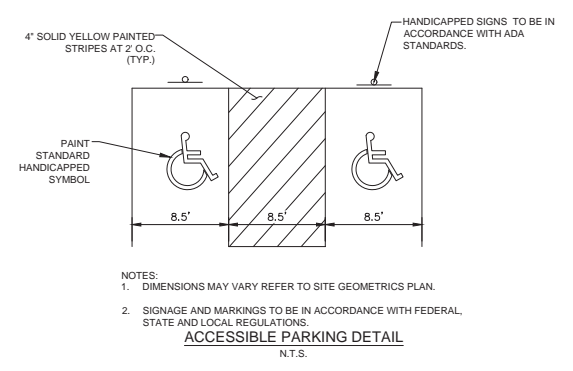 4" SOLID YELLOW PAINTED
STRIPES AT 2' O.C.
(TYP.)
HANDICAPPED SIGNS TO BE IN
ACCORDANCE WITH ADA
STANDARDS.
PAINT
STANDARD
HANDICAPPED
SYMBOL
8.5'
8.5'
8.5'
NOTES:
1. DIMENSIONS MAY VARY REFER TO SITE GEOMETRICS PLAN.
2. SIGNAGE AND MARKINGS TO BE IN ACCORDANCE WITH FEDERAL,
STATE AND LOCAL REGULATIONS.
ACCESSIBLE PARKING DETAIL
N.T.S.